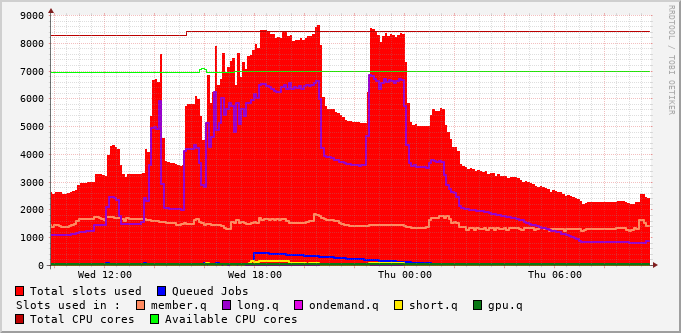 9000
8000
7000
6000
5000
4000
3000
2000
1000
0
Wed 12:00 Wed 18:00 Thu 00:00 Thu 06:00
Total slots used Queued Jobs
Slots used in : member.q long.q ondemand.q short.q gpu.q
Total CPU cores Available CPU cores
RRDTOOL / TOBI OETIKER